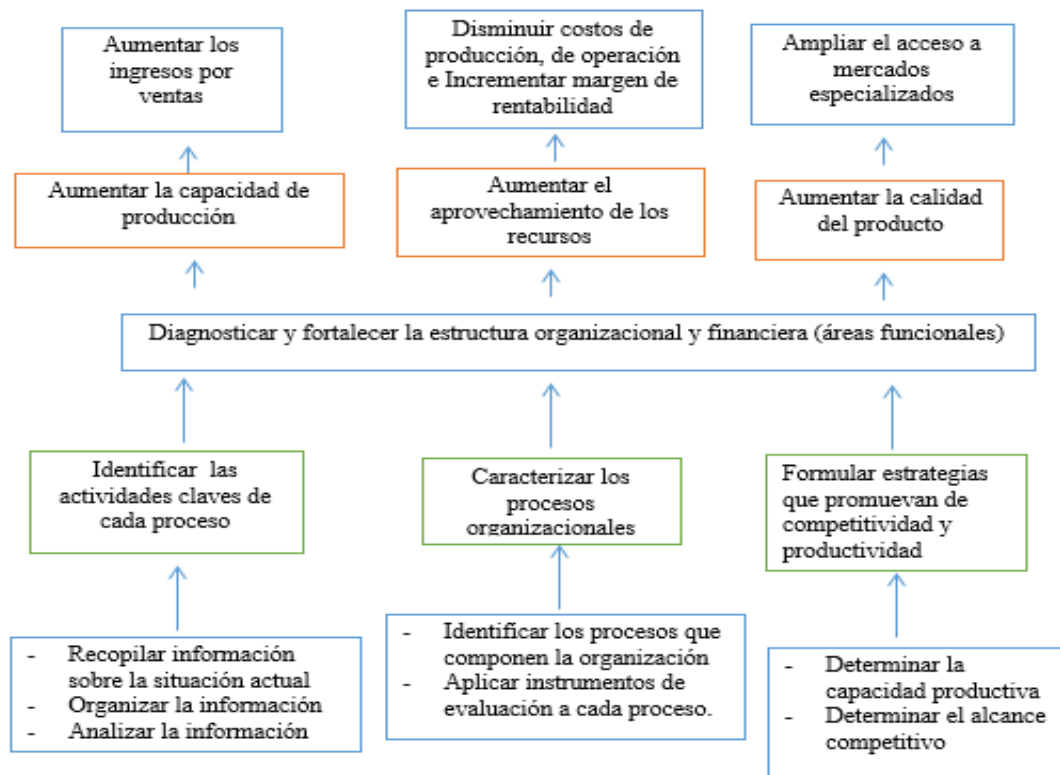 Aumentar los
ingresos por
ventas
Disminuir costos de
producción, de operación
e Incrementar margen de
rentabilidad
Ampliar el acceso a
mercados
especializados
Aumentar la capacidad de
producción
Aumentar el
aprovechamiento de los
recursos
Aumentar la calidad
del producto
Diagnosticar y fortalecer la estructura organizacional y financiera (áreas funcionales)
Identificar las
actividades claves de
cada proceso
Caracterizar los
procesos
organizacionales
Formular estrategias
que promuevan de
competitividad y
productividad
- Recopilar información
sobre la situación actual
- Organizar la información
- Analizar la información
- Identificar los procesos que
componen la organización
- Aplicar instrumentos de
evaluación a cada proceso.
- Determinar la
capacidad productiva
- Determinar el alcance
competitivo